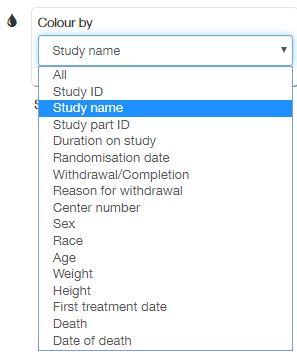 Colour by
Study name
All
Study ID
Study name
Study part ID
Duration on study
Randomisation date
Withdrawal/Completion
Reason for withdrawal
Center number
Sex
Race
Age
Weight
Height
First treatment date
Death
Date of death